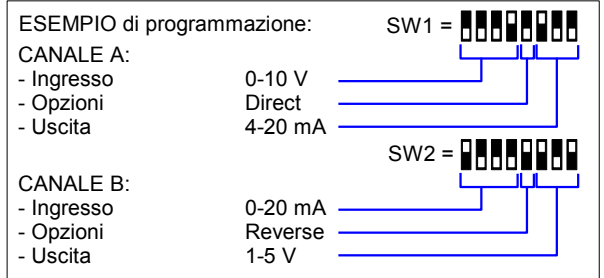 ESEMPIO di programmazione: SW1 =
CANALE A:
- Ingresso 0-10 V
- Opzioni Direct
- Uscita 4-20 mA
SW2 =
CANALE B:
- Ingresso 0-20 mA
- Opzioni Reverse
- Uscita 1-5 V